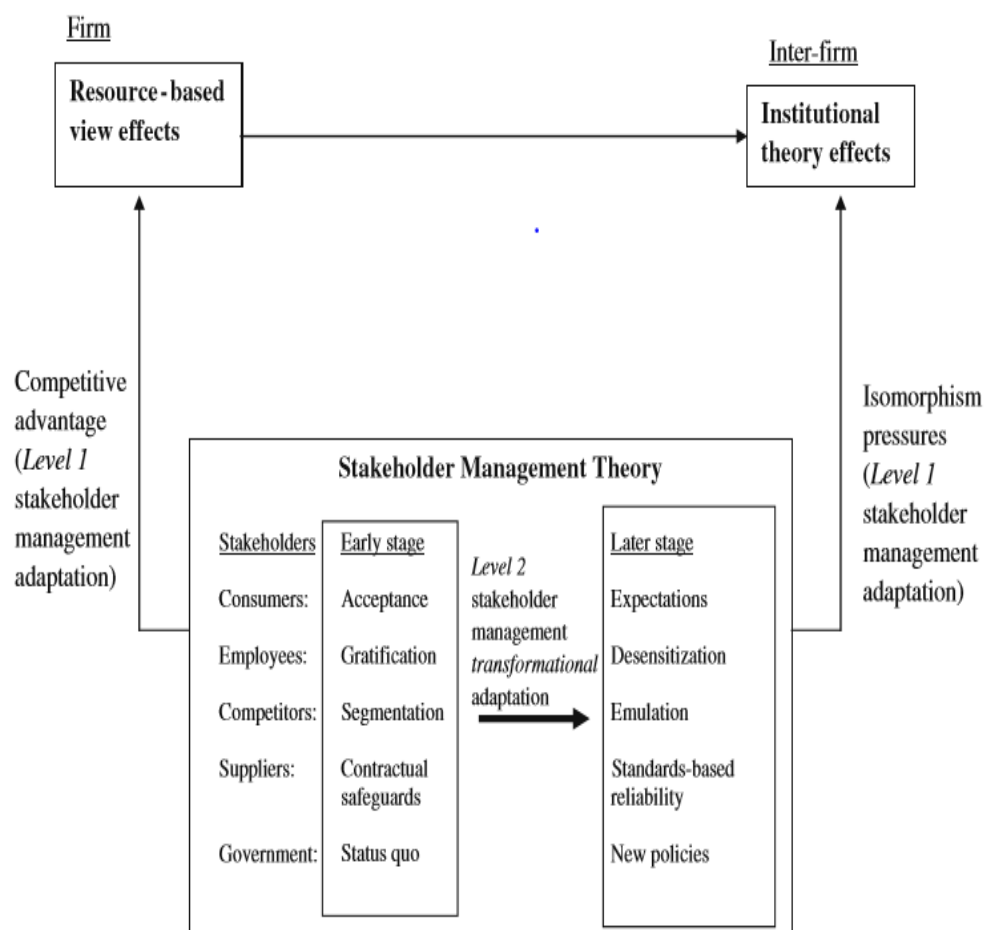 Firm
Resource-based
view effects
Inter-firm
Institutional
theory effects
Competitive
advantage
(Level 1
stakeholder
management
adaptation)
Isomorphism
pressures
(Level 1
stakeholder
management
adaptation)
Stakeholder Management Theory
Stakeholders
Consumers:
Employees:
Competitors:
Suppliers:
Government:
Early stage
Acceptance
Gratification
Segmentation
Contractual
safeguards
Status quo
Level 2
stakeholder
management
transformational
adaptation
Later stage
Expectations
Desensitization
Emulation
Standards-based
reliability
New policies